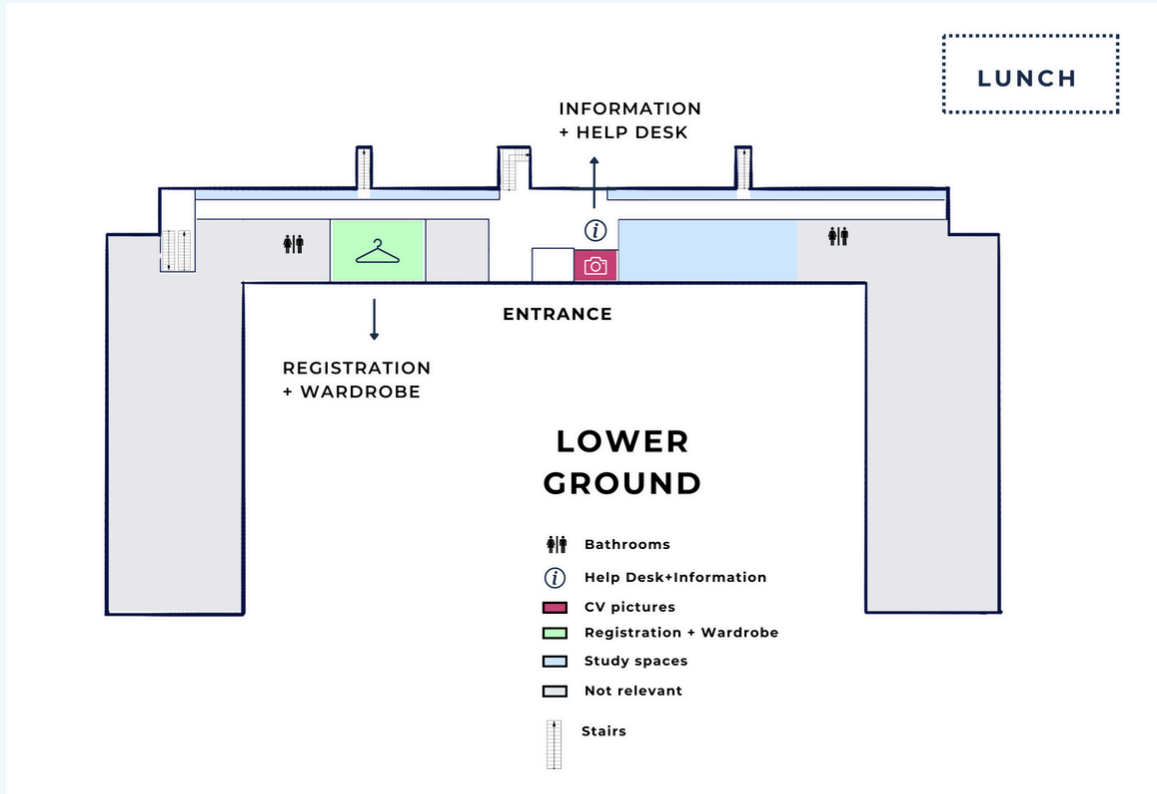 LUNCH
INFORMATION
+ HELP DESK
i
ENTRANCE
REGISTRATION
+ WARDROBE
LOWER
GROUND
Bathrooms
i Help Desk+Information
CV pictures
Registration + Wardrobe
Study spaces
Not relevant
Stairs